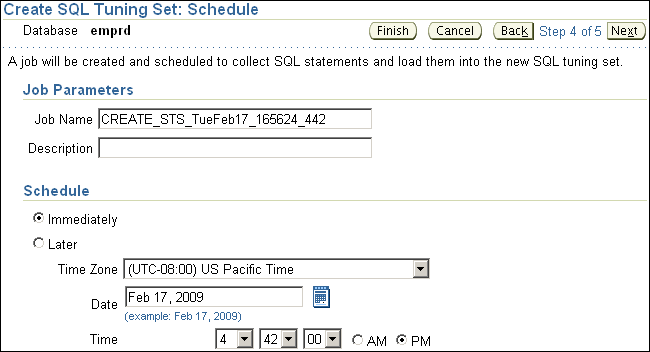 Create SQL Tuning Set: Schedule
Database emprd Finish Cancel Back Step 4 of 5 Next
A job will be created and scheduled to collect SQL statements and load them into the new SQL tuning set.
Job Parameters
Job Name CREATE_STS_TueFeb17_165624_442
Description
Schedule
Immediately
Later
Time Zone (UTC-08:00) US Pacific Time
Date Feb 17, 2009
(example: Feb 17, 2009)
Time 4 42 00 AM PM